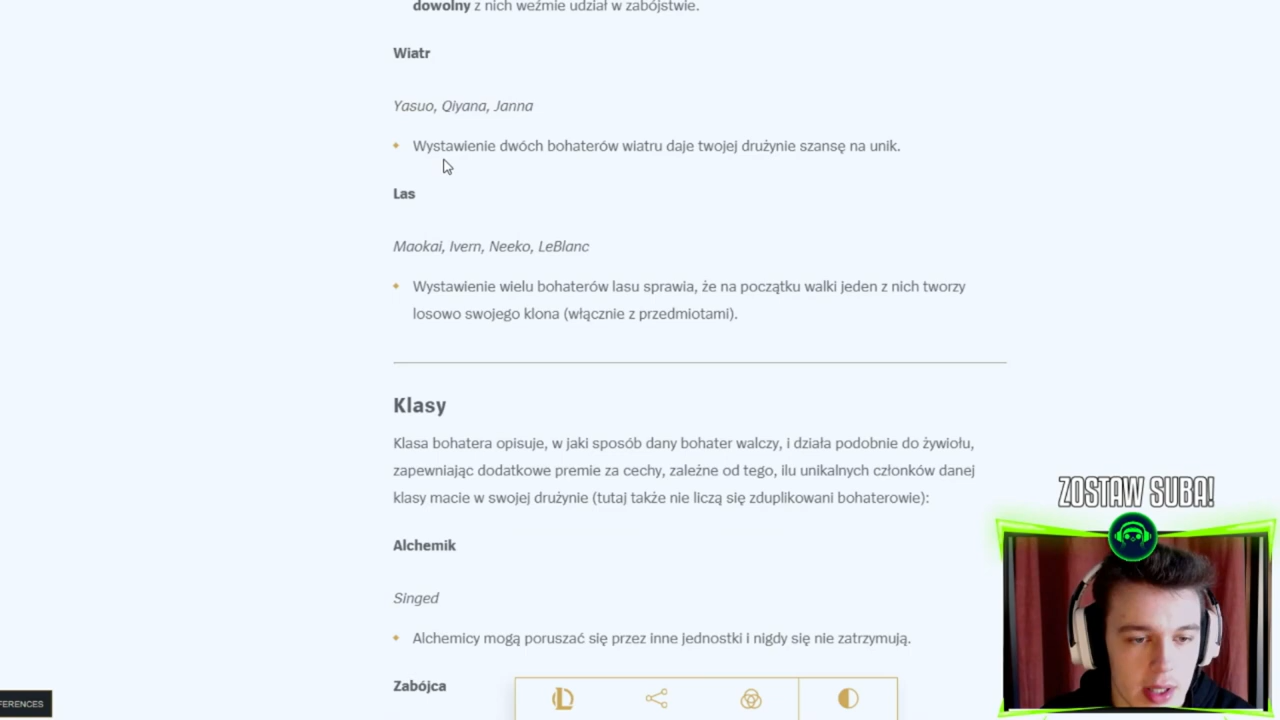 dowolny z nich weźmie udział w zabójstwie.
Wiatr
Yasuo, Qiyana, Janna
Wystawienie dwóch bohaterów wiatru daje twojej drużynie szansę na unik.
Las
Maokai, Ivern, Neeko, LeBlanc
Wystawienie wielu bohaterów lasu sprawia, że na początku walki jeden z nich tworzy
losowo swojego klona (włącznie z przedmiotami).
Klasy
Klasa bohatera opisuje, w jaki sposób dany bohater walczy, i działa podobnie do żywiołu,
zapewniając dodatkowe premie za cechy, zależne od tego, ilu unikalnych członków danej
klasy macie w swojej drużynie (tutaj także nie liczą się zduplikowani bohaterowie):
ZOSTAW SUBA!
Alchemik
Singed
Alchemicy mogą poruszać się przez inne jednostki i nigdy się nie zatrzymują.
Zabójca
FERENCES